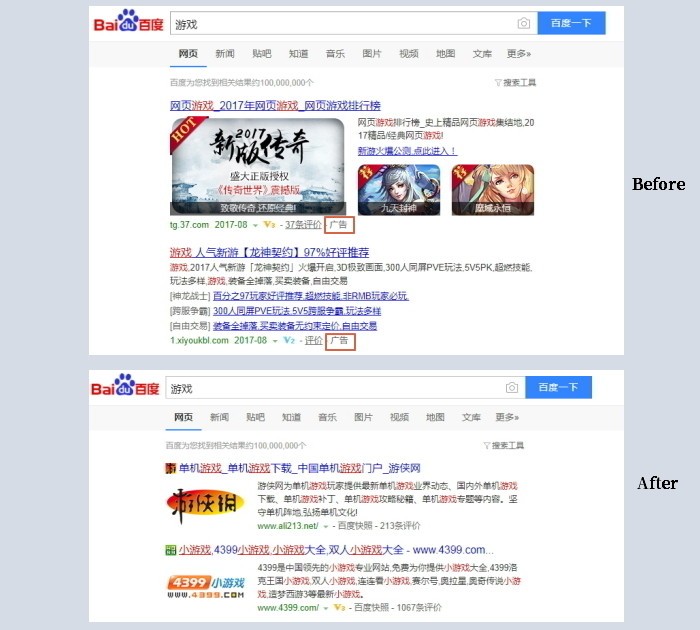 Bai du 百度
游戏
百度一下
网页 新闻 贴吧 知道 音乐 图片 视频 地图 文库 更多»
百度为您找到相关结果约100,000,000个
搜索工具
网页游戏_2017年网页游戏_网页游戏排行榜
HOT
2017
新版传奇
盛大正版授权
《传奇世界》震撼版
致敬传奇,还原经典!
网页游戏排行榜_史上精品网页游戏集结地,20
17精品/经典网页游戏!
新游火爆公测,点此进入!
九天封神
魔域永恒
tg.37.com 2017-08 V3 - 37条评价 - 广告
Before
游戏 人气新游【龙神契约】97%好评推荐
游戏,2017人气新游「龙神契约」火爆开启,3D极致画面,300人同屏PVE玩法,5V5PK,超燃技能,
玩法多样,游戏,装备全掉落,买卖装备,自由交易
[神龙战士] 百分之97玩家好评推荐,超燃技能,非RMB玩家必玩.
[跨服争霸] 300人同屏PVE玩法,5V5跨服争霸,玩法多样
[自由交易] 装备全掉落,买卖装备无约束定价,自由交易
1.xiyoukbl.com 2017-08 V2 - 评价 - 广告
Bai du 百度
游戏
百度一下
网页 新闻 贴吧 知道 音乐 图片 视频 地图 文库 更多»
百度为您找到相关结果约100,000,000个
搜索工具
单机游戏_单机游戏下载_中国单机游戏门户_游侠网
游侠网
游侠网为单机游戏玩家提供最新单机游戏业界动态、国内外单机游戏
下载、单机游戏补丁、单机游戏攻略秘籍、单机游戏专题等内容。坚
守单机阵地,弘扬单机文化!
www.ali213.net/ - 百度快照 - 213条评价
After
小游戏,4399小游戏,小游戏大全,双人小游戏大全 - www.4399.com...
4399小游戏
www.4399.com
4399是中国领先的小游戏专业网站,免费为你提供小游戏大全,4399洛
克王国小游戏,双人小游戏,连连看小游戏,赛尔号,奥拉星,奥奇传说小游
戏,造梦西游3等最新小游戏。
www.4399.com/ - V3 - 百度快照 - 1067条评价